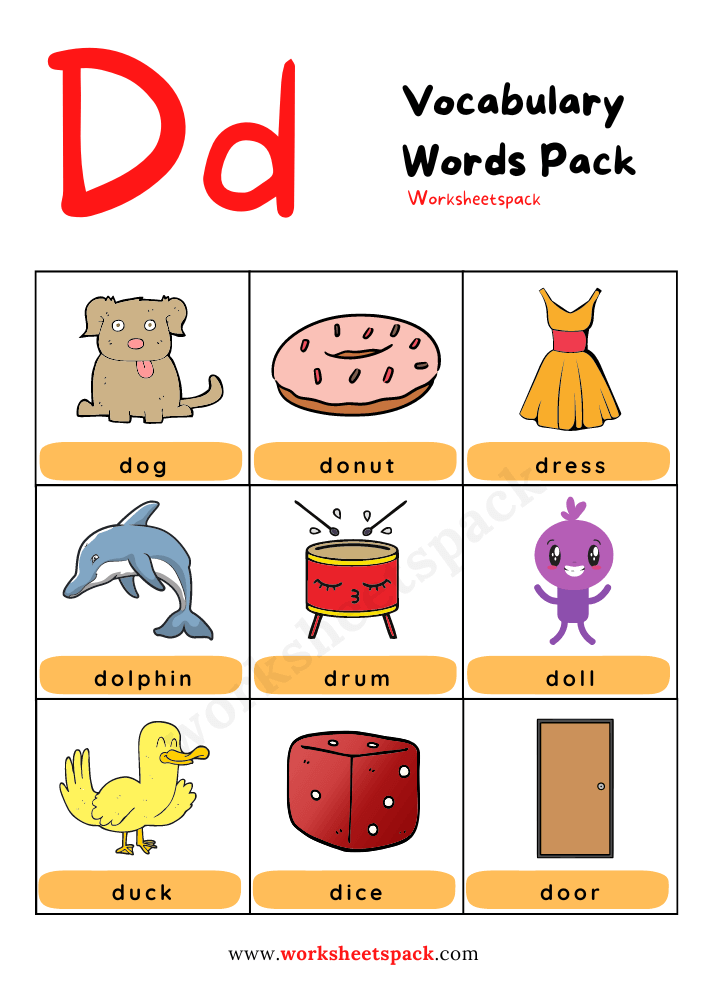 Dd
Vocabulary
Words Pack
Worksheetspack
dog
donut
dress
dolphin
drum
doll
duck
dice
door
worksheetspack
www.worksheetspack.com